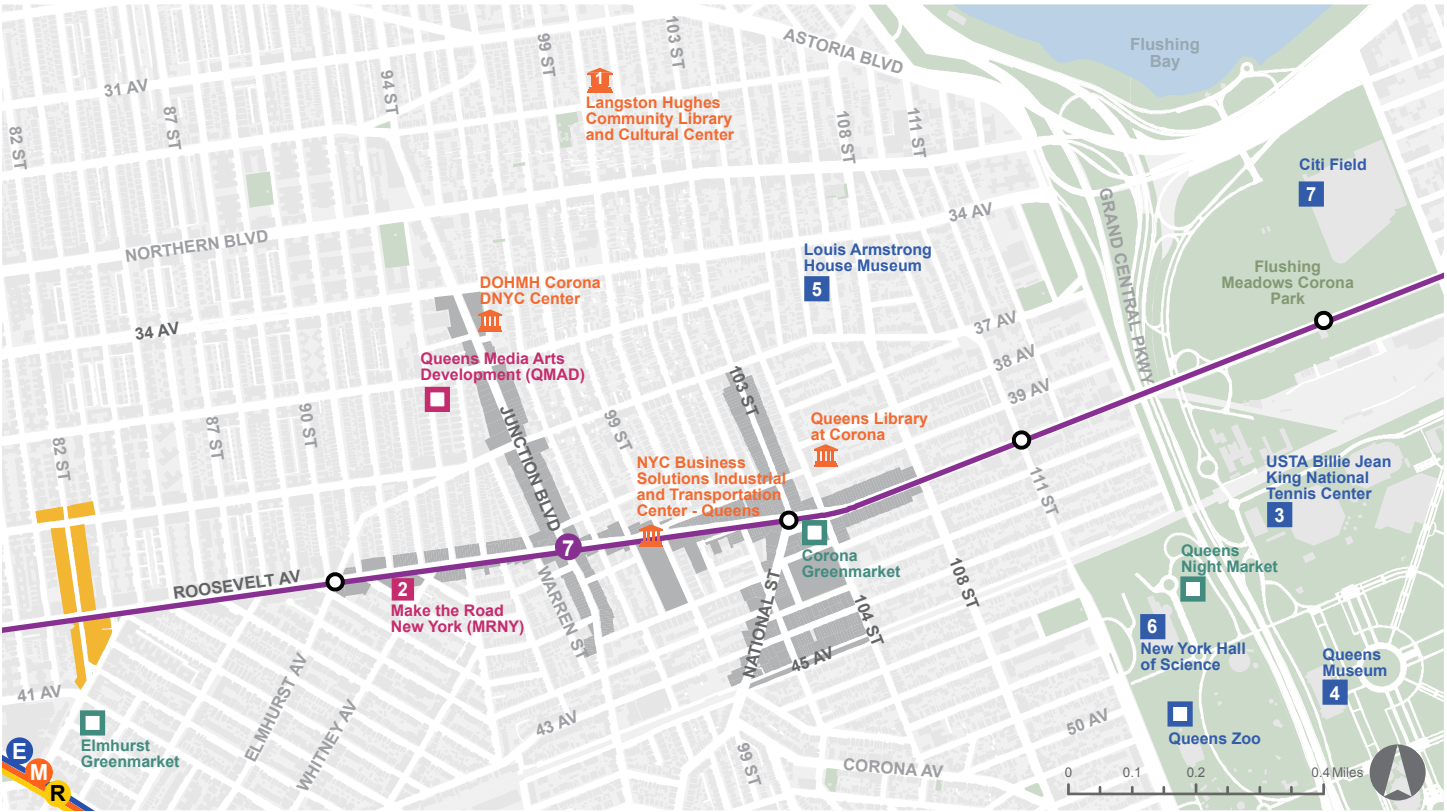 31 AV
82 ST
87 ST
94 ST
99 ST
103 ST
ASTORIA BLVD
Flushing
Bay
1
Langston Hughes
Community Library
and Cultural Center
108 ST
111 ST
Citi Field
7
GRAND CENTRAL PKWY
34 AV
NORTHERN BLVD
Louis Armstrong
House Museum
5
Flushing
Meadows Corona
Park
DOHMH Corona
DNYC Center
34 AV
37 AV
38 AV
39 AV
Queens Media Arts
Development (QMAD)
103 ST
JUNCTION BLVD
82 ST
87 ST
90 ST
99 ST
Queens Library
at Corona
NYC Business
Solutions Industrial
and Transportation
Center - Queens
USTA Billie Jean
King National
Tennis Center
3
111 ST
7
ROOSEVELT AV
Corona
Greenmarket
Queens
Night Market
2
Make the Road
New York (MRNY)
WARREN ST
NATIONAL ST
104 ST
108 ST
45 AV
6
New York Hall
of Science
Queens
Museum
4
41 AV
ELMHURST AV
WHITNEY AV
43 AV
50 AV
Elmhurst
Greenmarket
Queens Zoo
99 ST
CORONA AV
E
M
R
0
0.1
0.2
0.4 Miles